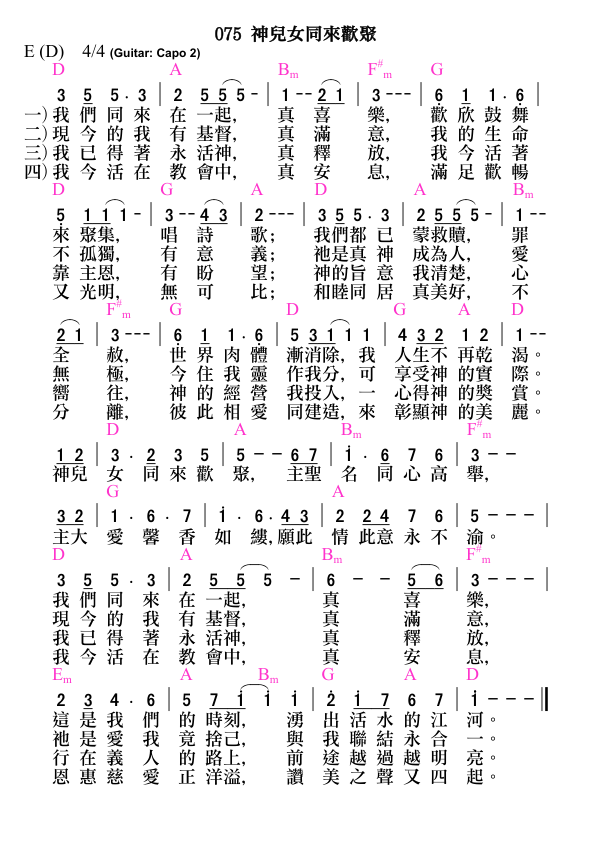 075 神兒女同來歡聚
E (D) 4/4 (Guitar: Capo 2)
D A Bm F#m G
3 5 5 . 3 | 2 5 5 5 - | 1 - - 2 1 | 3 - - - | 6 1 1 . 6 |
一)我 們 同 來 在 一起, 真 喜 樂, 歡 欣 鼓 舞
二)現 今 的 我 有 基督, 真 滿 意, 我 的 生 命
三)我 已 得 著 永 活神, 真 釋 放, 我 今 活 著
四)我 今 活 在 教 會中, 真 安 息, 滿 足 歡 暢
D G A D A Bm
5 1 1 1 - | 3 - - 4 3 | 2 - - - | 3 5 5 . 3 | 2 5 5 5 - | 1 - -
來 聚集, 唱 詩 歌; 我們都 已 蒙救贖, 罪
不 孤獨, 有 意 義; 祂是真 神 成為人, 愛
靠 主恩, 有 盼 望; 神的旨 意 我清楚, 心
又 光明, 無 可 比; 和睦同 居 真美好, 不
F#m G D G A D
2 1 | 3 - - - | 6 1 1 . 6 | 5 3 1 1 1 | 4 3 2 1 2 | 1 - -
全 赦, 世 界 肉 體 漸消除, 我 人生不 再乾 渴。
無 極, 今 住 我 靈 作我分, 可 享受神 的實 際。
嚮 往, 神 的 經 營 我投入, 一 心得神 的獎 賞。
分 離, 彼 此 相 愛 同建造, 來 彰顯神 的美 麗。
1 2 | 3 . 2 3 5 | 5 - - 6 7 | 1 . 6 7 6 | 3 - -
神兒 女 同 來 歡 聚, 主聖 名 同 心 高 舉,
D A Bm F#m
G A
3 2 | 1 . 6 . 7 | 1 . 6 . 4 3 | 2 2 4 7 6 | 5 - - -
主大 愛 馨 香 如 縷, 願此 情 此意 永 不 渝。
D A Bm F#m
3 5 5 . 3 | 2 5 5 5 - | 6 - - 5 6 | 3 - - -
我 們 同 來 在 一起, 真 喜 樂,
現 今 的 我 有 基督, 真 滿 意,
我 已 得 著 永 活神, 真 釋 放,
我 今 活 在 教 會中, 真 安 息,
Em A Bm G A D
2 3 4 . 6 | 5 7 1 1 1 | 2 1 7 6 7 | 1 - - -
這 是 我 們 的 時刻, 湧 出 活 水 的 江 河。
祂 是 愛 我 竟 捨己, 與 我 聯 結 永 合 一。
行 在 義 人 的 路上, 前 途 越 過 越 明 亮。
恩 惠 慈 愛 正 洋溢, 讚 美 之 聲 又 四 起。